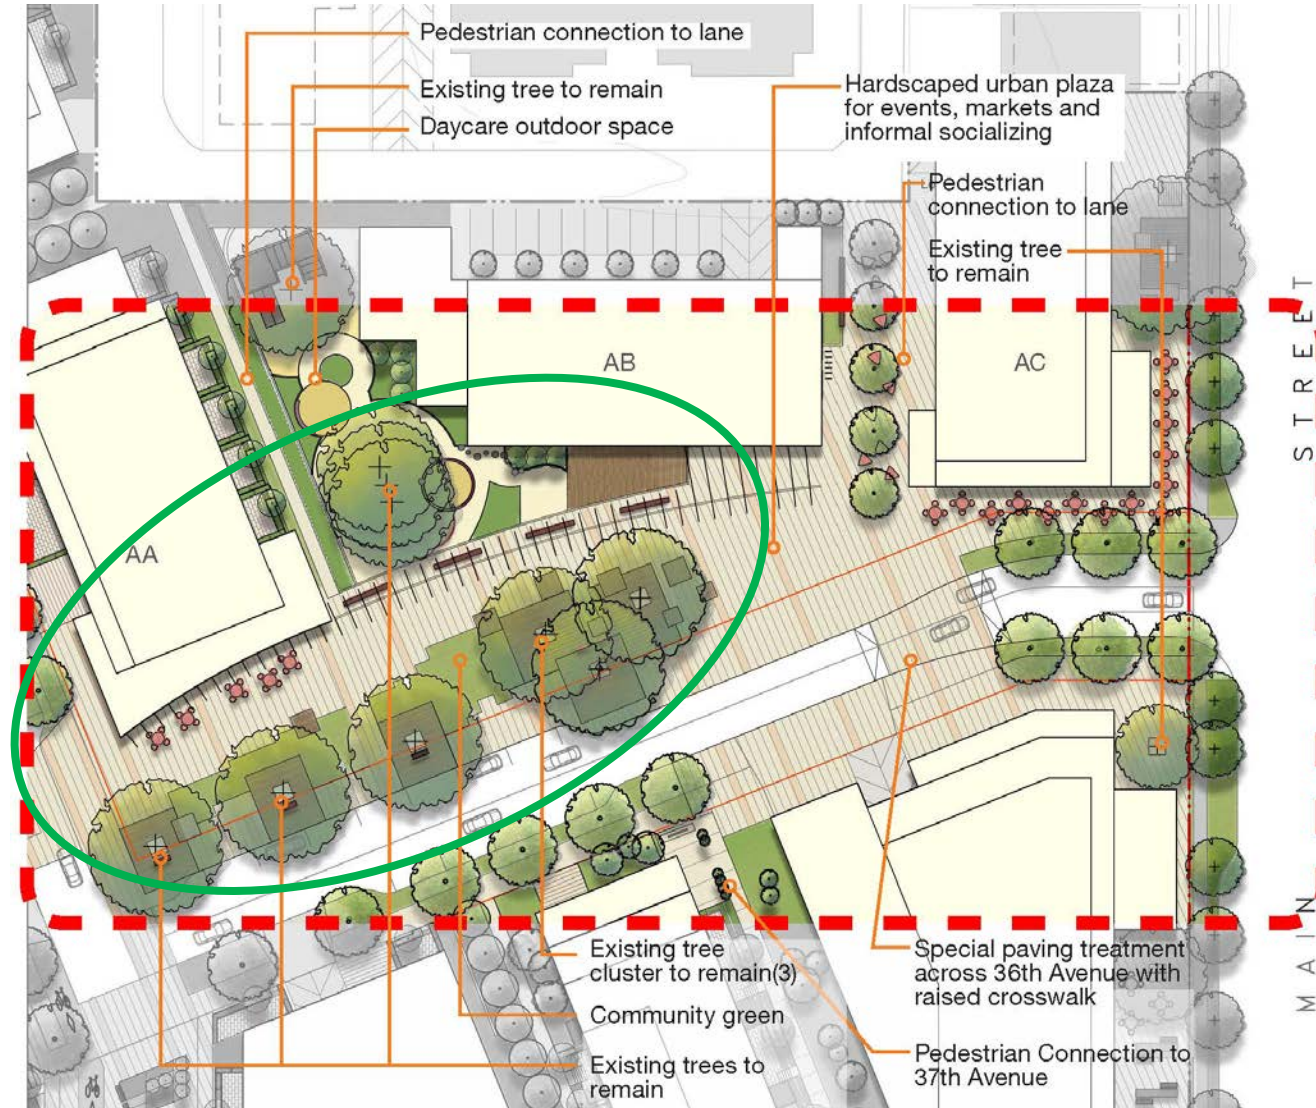 Pedestrian connection to lane
Existing tree to remain
Daycare outdoor space
Hardscaped urban plaza
for events, markets and
informal socializing
Pedestrian
connection to lane
Existing tree
to remain
AB
AC
AA
MAIN STREET
Existing tree
cluster to remain(3)
Community green
Existing trees to
remain
Special paving treatment
across 36th Avenue with
raised crosswalk
Pedestrian Connection to
37th Avenue